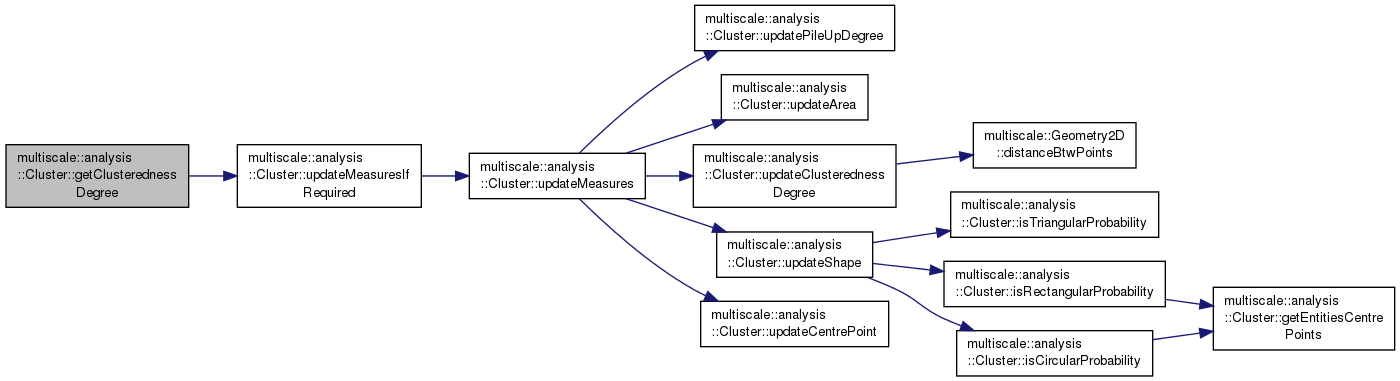 multiscale::analysis
::Cluster::getClusteredness
Degree
multiscale::analysis
::Cluster::updateMeasuresIf
Required
multiscale::analysis
::Cluster::updateMeasures
multiscale::analysis
::Cluster::updatePileUpDegree
multiscale::analysis
::Cluster::updateArea
multiscale::analysis
::Cluster::updateClusteredness
Degree
multiscale::Geometry2D
::distanceBtwPoints
multiscale::analysis
::Cluster::updateShape
multiscale::analysis
::Cluster::isTriangularProbability
multiscale::analysis
::Cluster::isRectangularProbability
multiscale::analysis
::Cluster::isCircularProbability
multiscale::analysis
::Cluster::getEntitiesCentre
Points
multiscale::analysis
::Cluster::updateCentrePoint